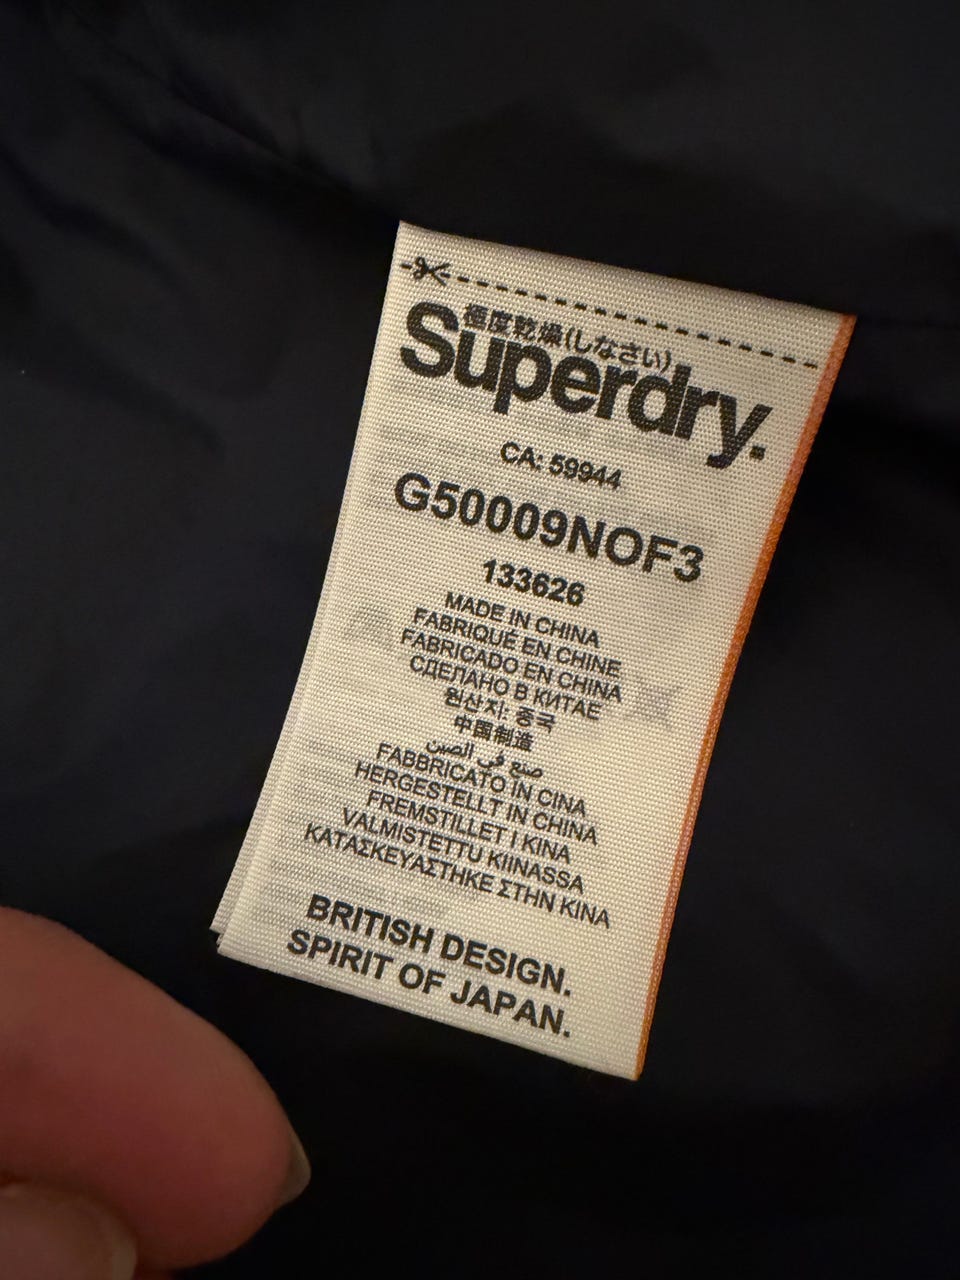 極度乾燥(しなさい)
Superdry.
CA: 59944
G50009NOF3
133626
MADE IN CHINA
FABRIQUÉ EN CHINE
FABRICADO EN CHINA
СДЕЛАНО В КИТАЕ
원산지: 중국
中国制造
صنع في الصين
FABBRICATO IN CINA
HERGESTELLT IN CHINA
FREMSTILLET I KINA
VALMISTETTU KIINASSA
ΚΑΤΑΣΚΕΥΑΣΤΗΚΕ ΣΤΗΝ ΚΙΝΑ
BRITISH DESIGN.
SPIRIT OF JAPAN.